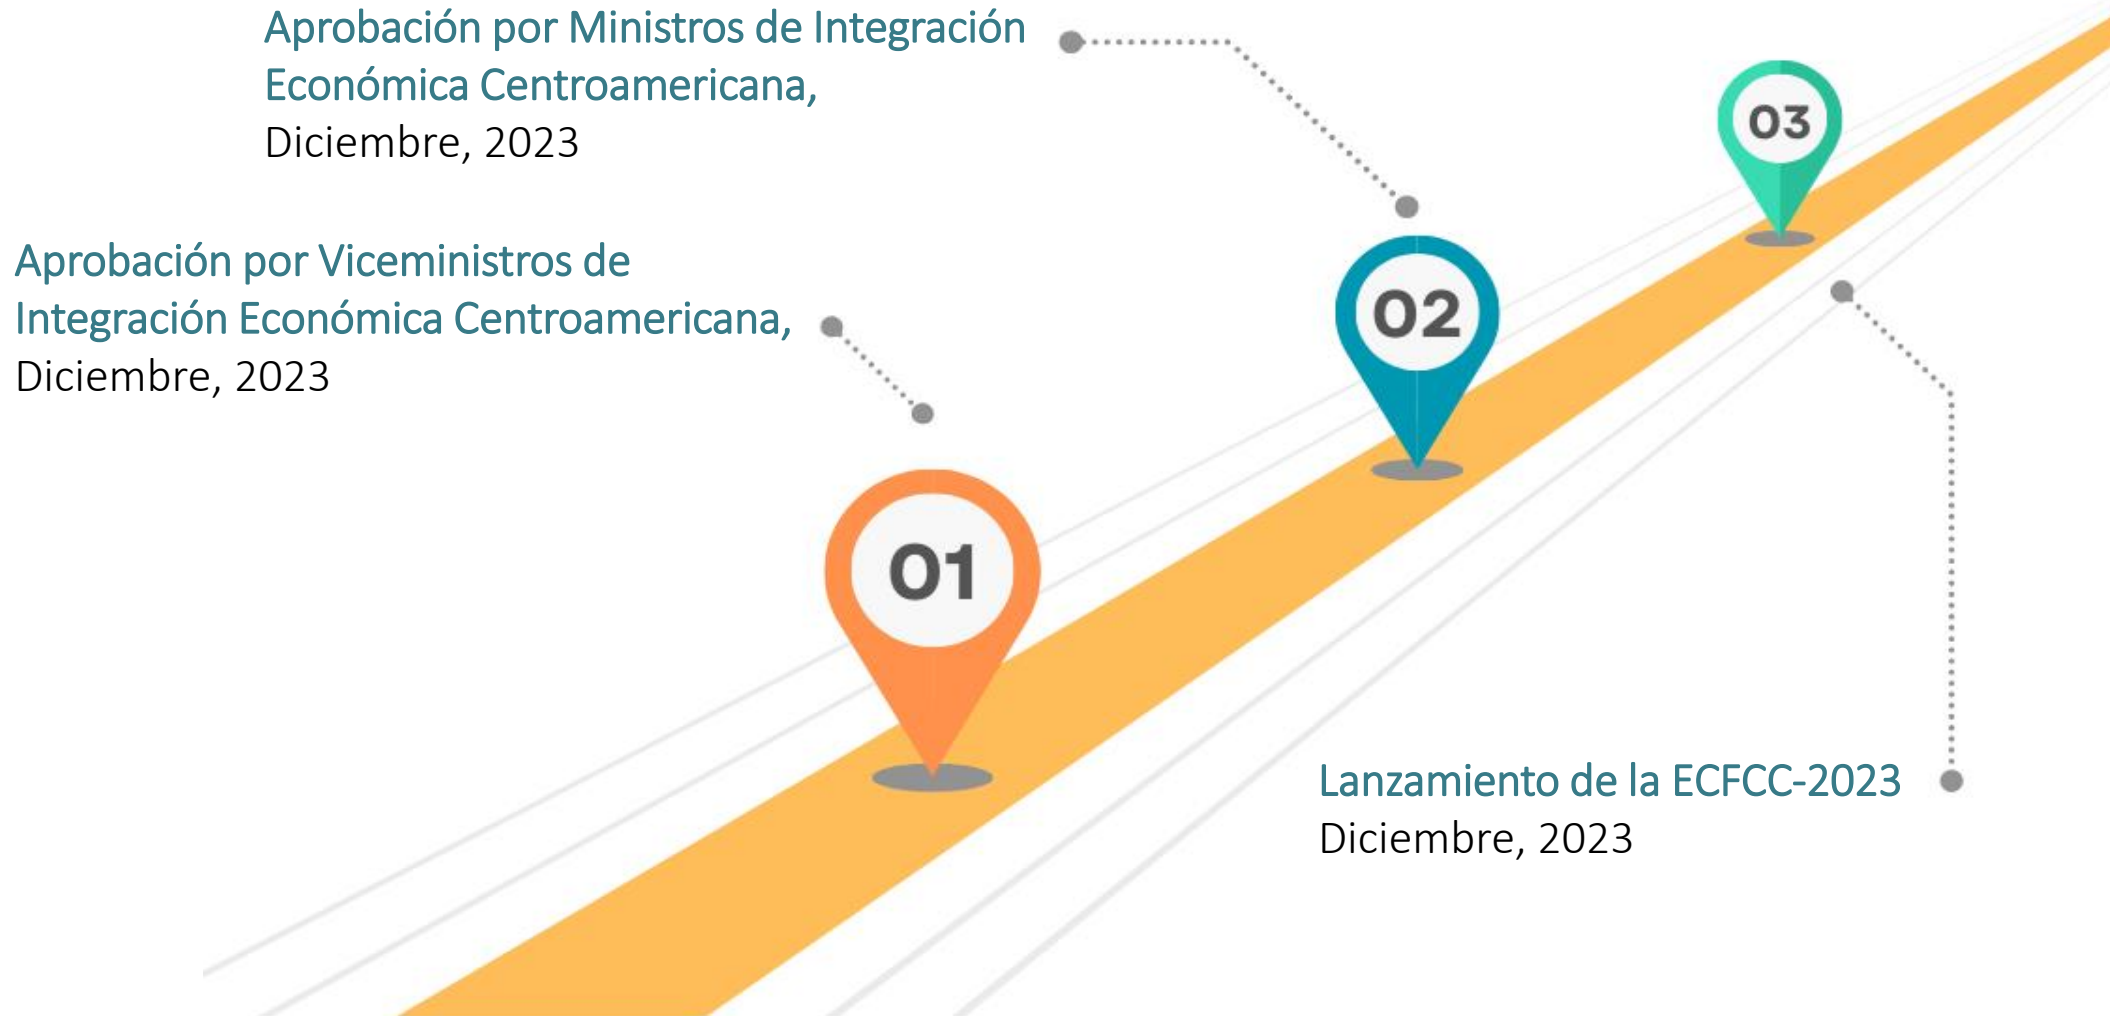 Aprobación por Ministros de Integración
Económica Centroamericana,
Diciembre, 2023
03
Aprobación por Viceministros de
Integración Económica Centroamericana,
Diciembre, 2023
02
01
Lanzamiento de la ECFCC-2023
Diciembre, 2023